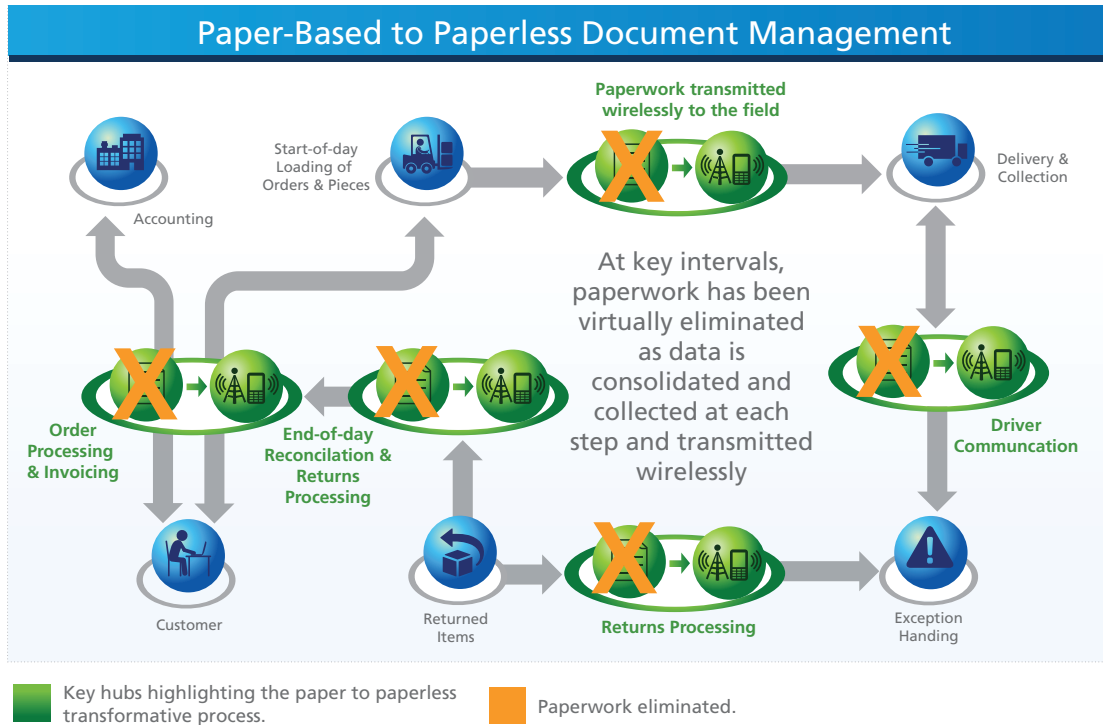 Paper-Based to Paperless Document Management
Paperwork transmitted
wirelessly to the field
Start-of-day
Loading of
Orders & Pieces
Delivery &
Collection
Accounting
At key intervals,
paperwork has been
virtually eliminated
as data is
consolidated and
collected at each
step and transmitted
wirelessly
Order
Processing
& Invoicing
End-of-day
Reconcilation &
Returns
Processing
Driver
Communcation
Customer
Returned
Items
Returns Processing
Exception
Handing
Key hubs highlighting the paper to paperless
transformative process.
Paperwork eliminated.